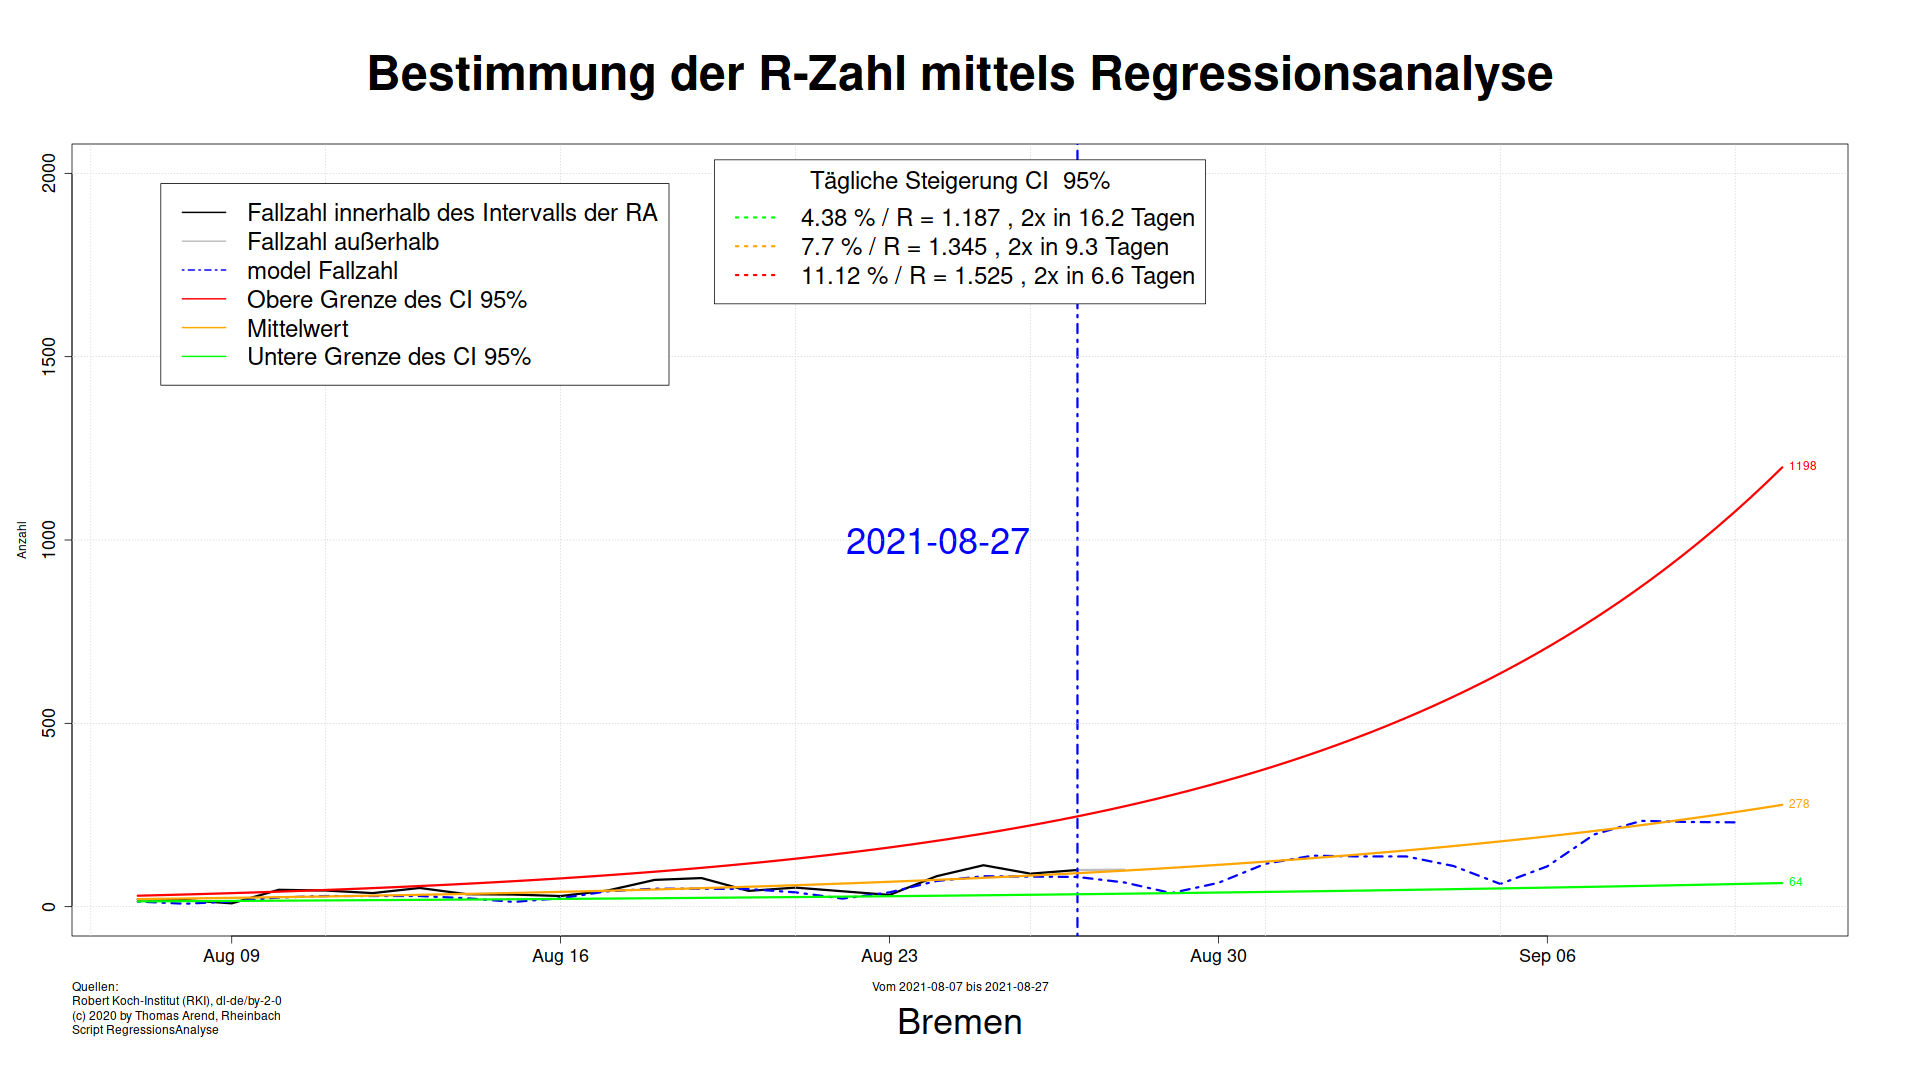 Bestimmung der R-Zahl mittels Regressionsanalyse
Fallzahl innerhalb des Intervalls der RA
Fallzahl außerhalb
model Fallzahl
Obere Grenze des CI 95%
Mittelwert
Untere Grenze des CI 95%
Tägliche Steigerung CI 95%
4.38 % / R = 1.187 , 2x in 16.2 Tagen
7.7 % / R = 1.345 , 2x in 9.3 Tagen
11.12 % / R = 1.525 , 2x in 6.6 Tagen
2000
1500
1000
500
0
Anzahl
2021-08-27
1198
278
64
Aug 09
Aug 16
Aug 23
Aug 30
Sep 06
Quellen:
Robert Koch-Institut (RKI), dl-de/by-2-0
(c) 2020 by Thomas Arend, Rheinbach
Script RegressionsAnalyse
Vom 2021-08-07 bis 2021-08-27
Bremen